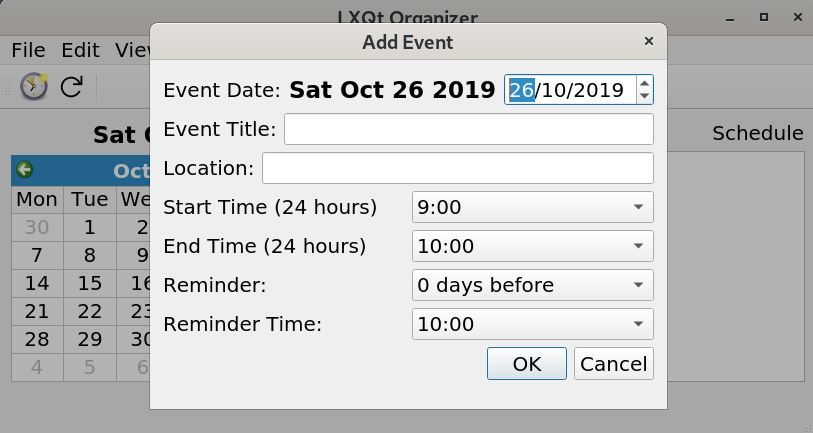 LXQt Organizer
Add Event
File Edit View
Event Date: Sat Oct 26 2019 26/10/2019
Event Title:
Location:
Start Time (24 hours) 9:00
End Time (24 hours) 10:00
Reminder: 0 days before
Reminder Time: 10:00
OK Cancel
Sat
Schedule
Oct
Mon Tue We
30 1 2
7 8 9
14 15 16
21 22 23
28 29 30
4 5 6